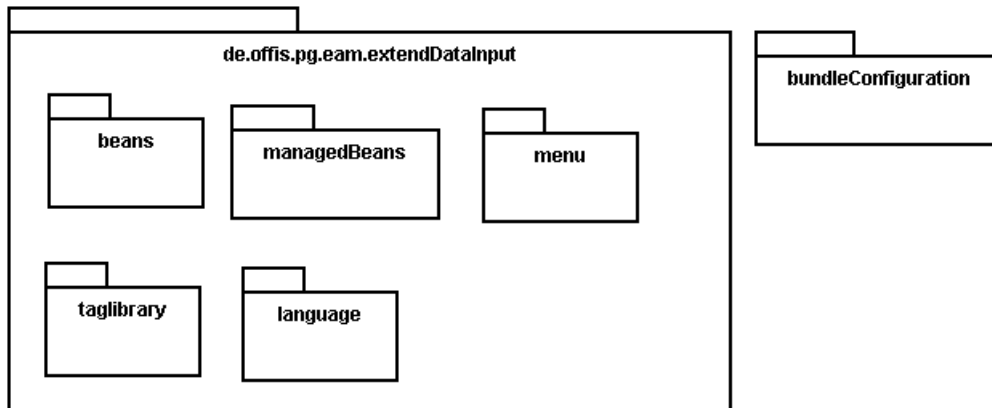 de.offis.pg.eam.extendDataInput
bundleConfiguration
beans
managedBeans
menu
taglibrary
language